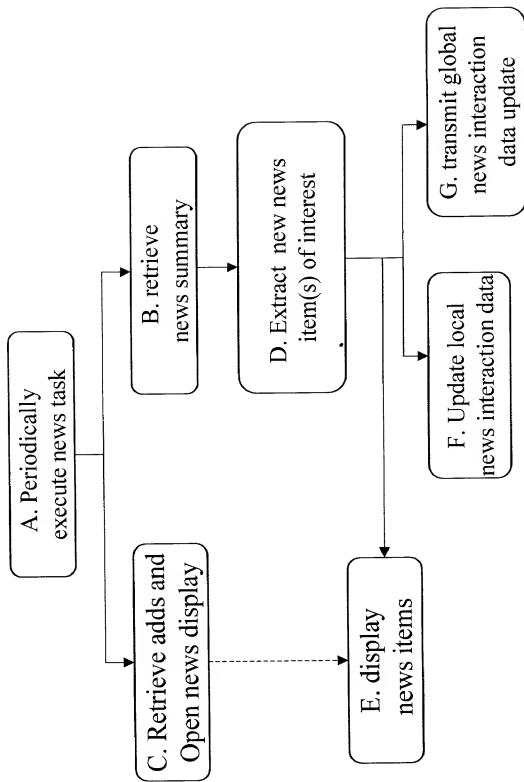 A. Periodically
execute news task
B. retrieve
news summary
C. Retrieve adds and
Open news display
D. Extract new news
item(s) of interest
E. display
news items
F. Update local
news interaction data
G. transmit global
news interaction
data update